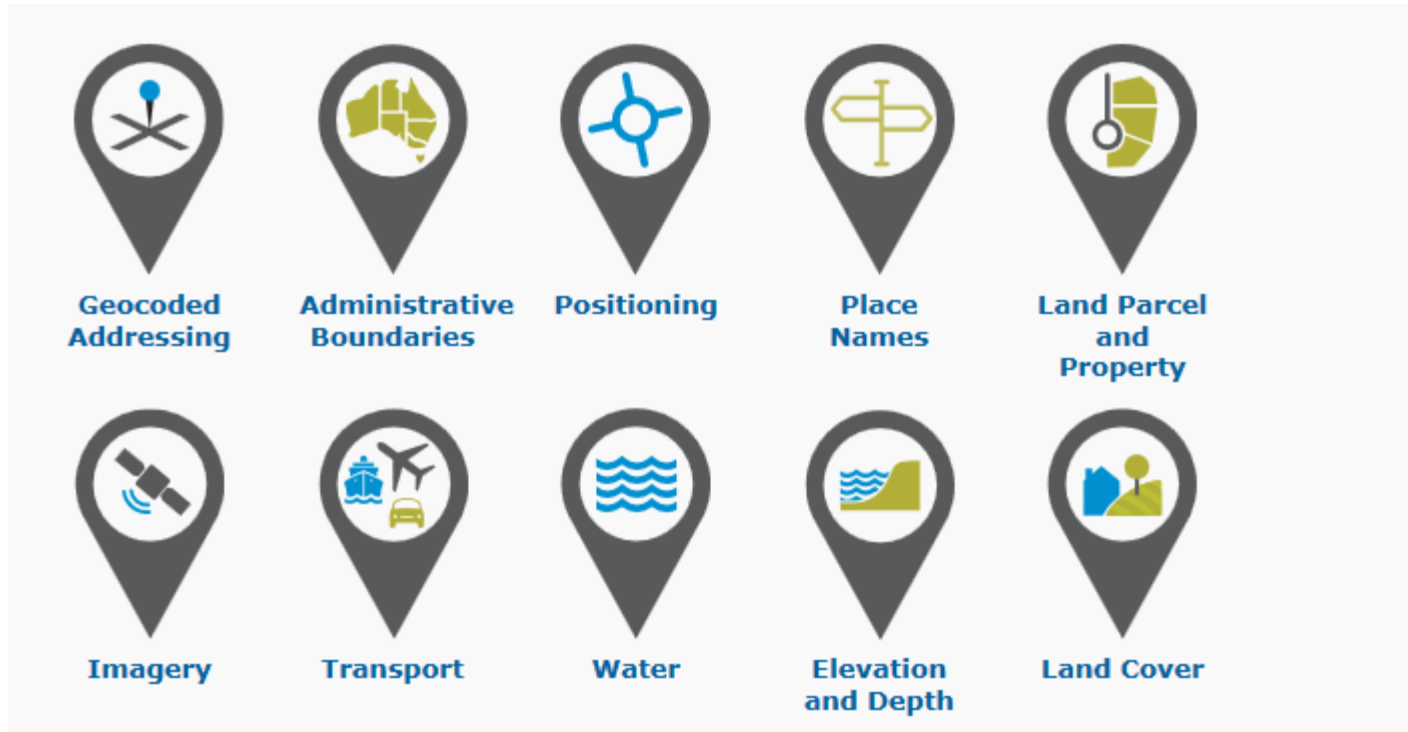 Geocoded
Addressing
Administrative
Boundaries
Positioning
Place
Names
Land Parcel
and
Property
Imagery
Transport
Water
Elevation
and Depth
Land Cover